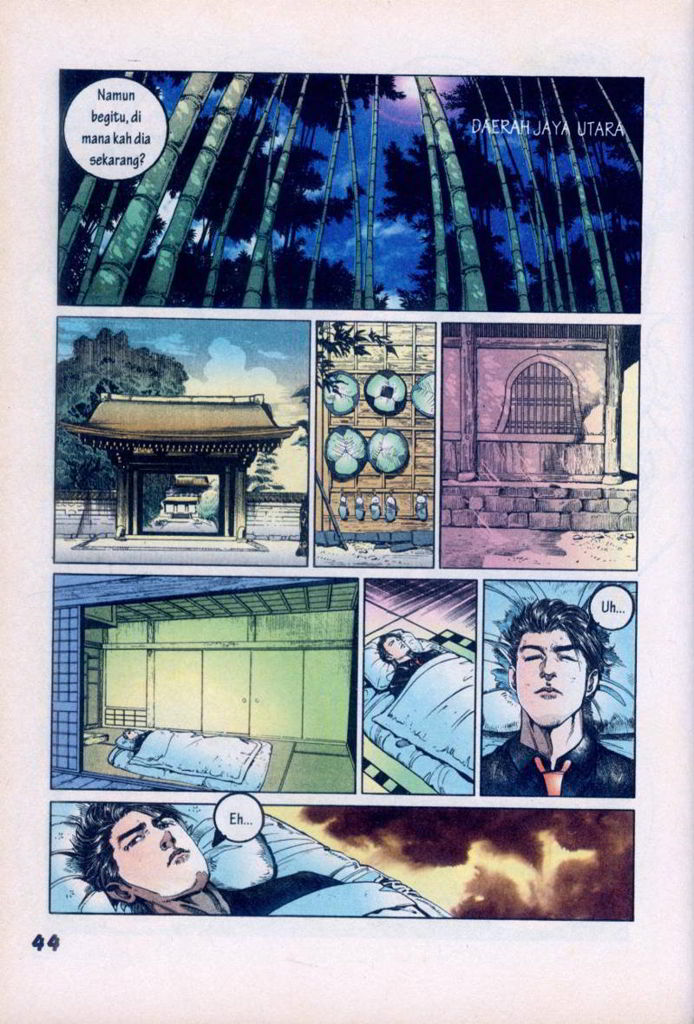 Namun
begitu, di
mana kah dia
sekarang?
DAERAH JAYA UTARA
Uh...
Eh...
44